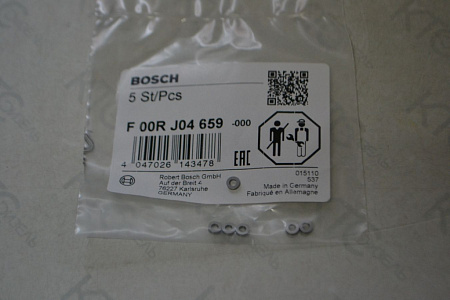 BOSCH
5 St/Pcs
F 00R J04 659 -000
4 047026 143478
EAC
Robert Bosch GmbH
Auf der Breit 4
76227 Karlsruhe
GERMANY
015110
S37
Made in Germany
Fabriqué en Allemagne